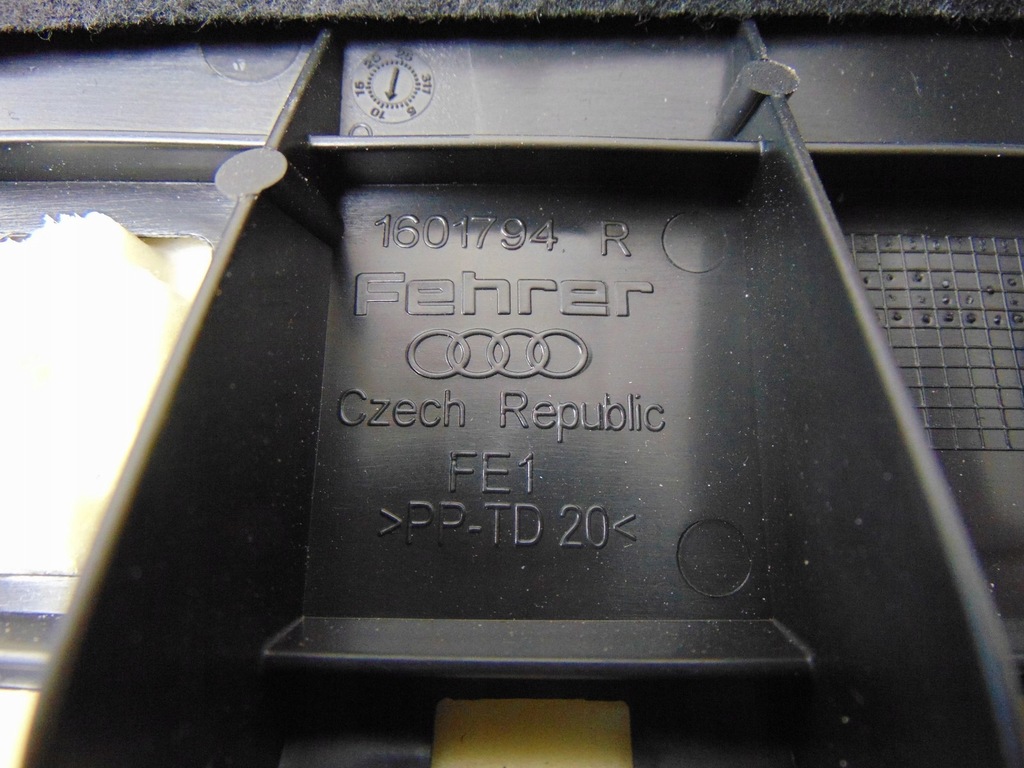 1601794 R
Fehrer
Czech Republic
FE1
>PP-TD 20<